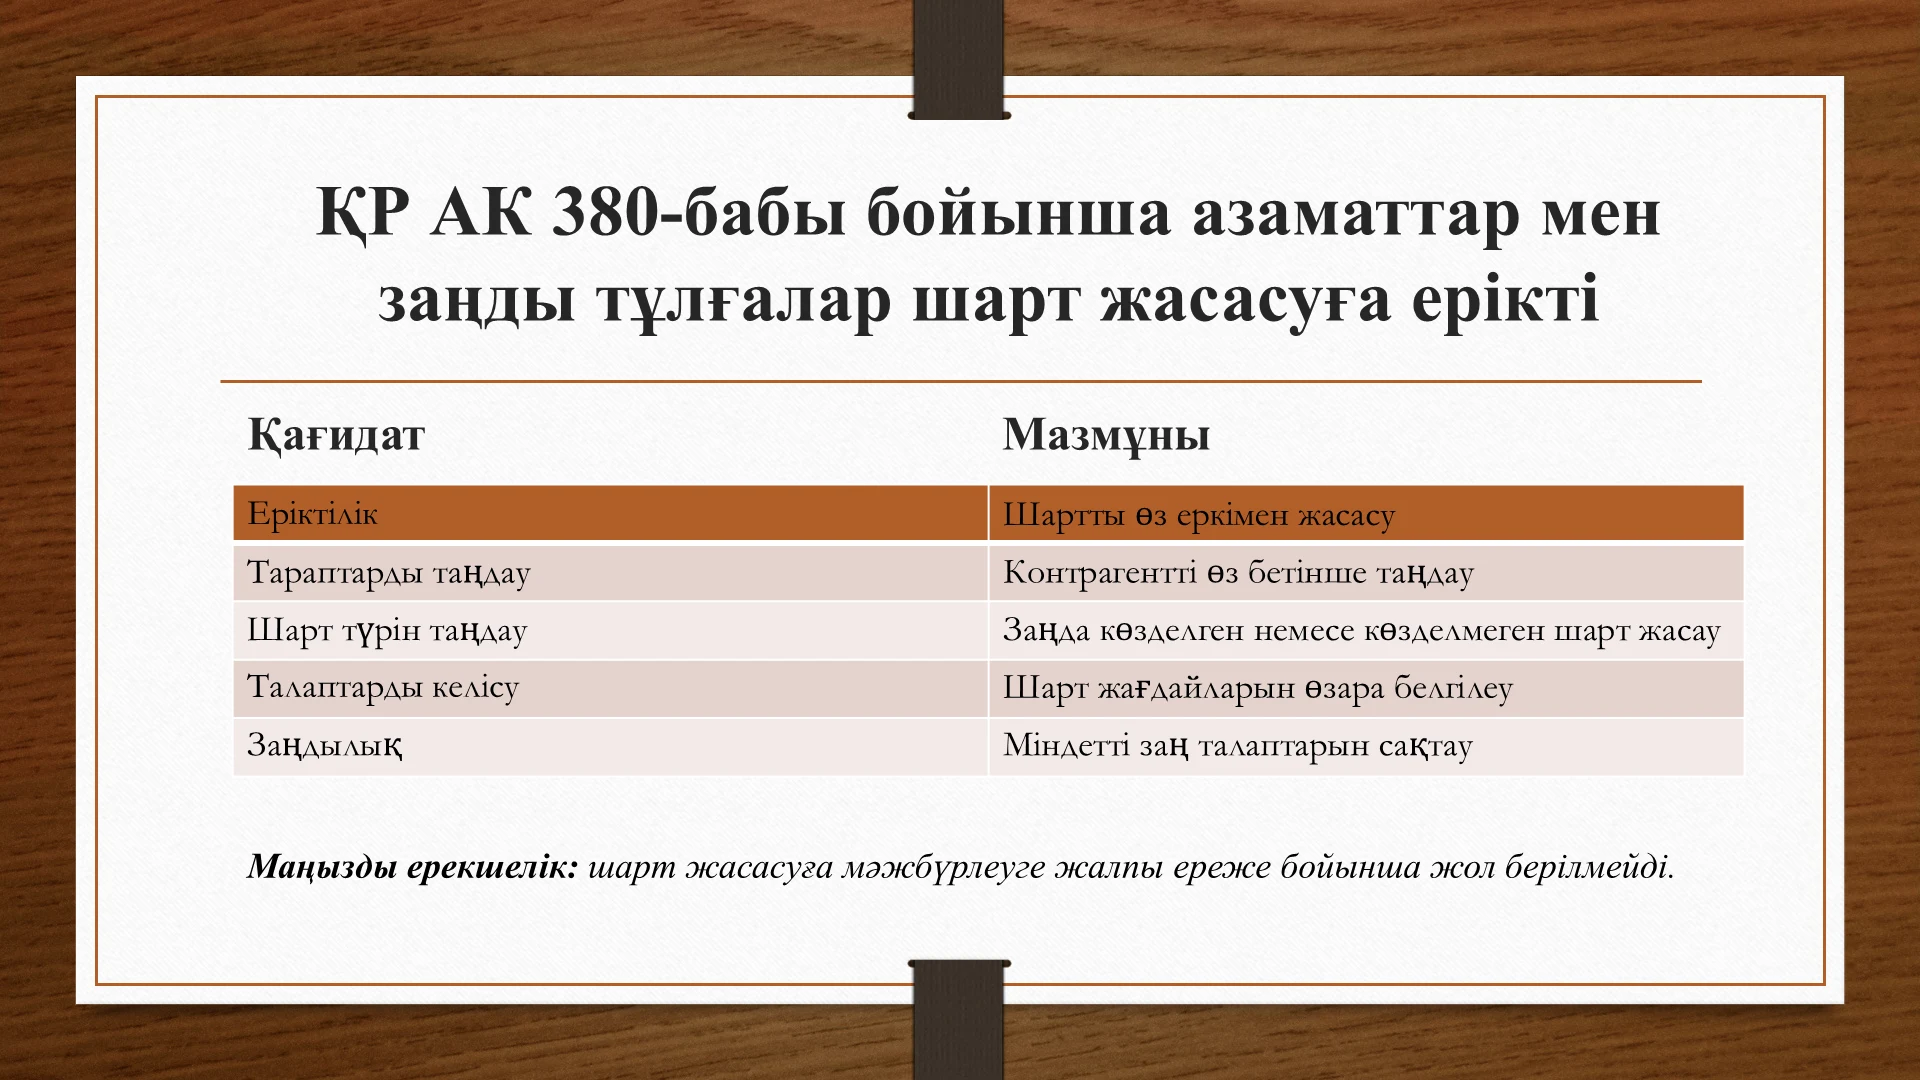 ҚР АК 380-бабы бойынша азаматтар мен
заңды тұлғалар шарт жасасуға ерікті
Қағидат
Мазмұны
Еріктілік
Шартты өз еркімен жасасу
Тараптарды таңдау
Контрагентті өз бетінше таңдау
Шарт түрін таңдау
Заңда көзделген немесе көзделмеген шарт жасау
Талаптарды келісу
Шарт жағдайларын өзара белгілеу
Заңдылық
Міндетті заң талаптарын сақтау
Маңызды ерекшелік: шарт жасасуға мәжбүрлеуге жалпы ереже бойынша жол берілмейді.